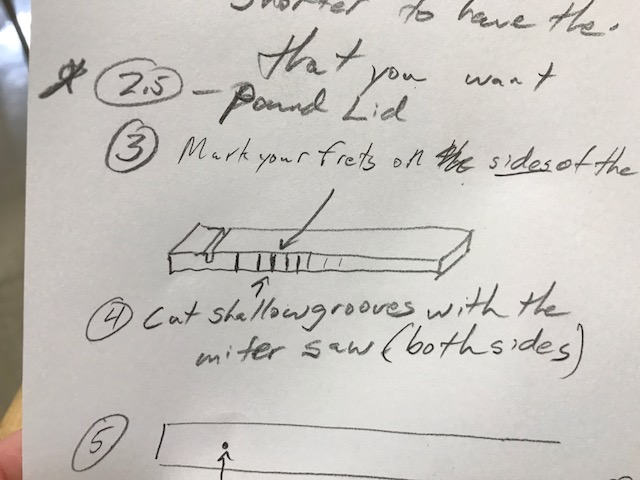 shorter to have the
that you want
* 2.5 - Pound Lid
3 Mark your frets on the sides of the
4 Cut shallow grooves with the
miter saw (both sides)
5